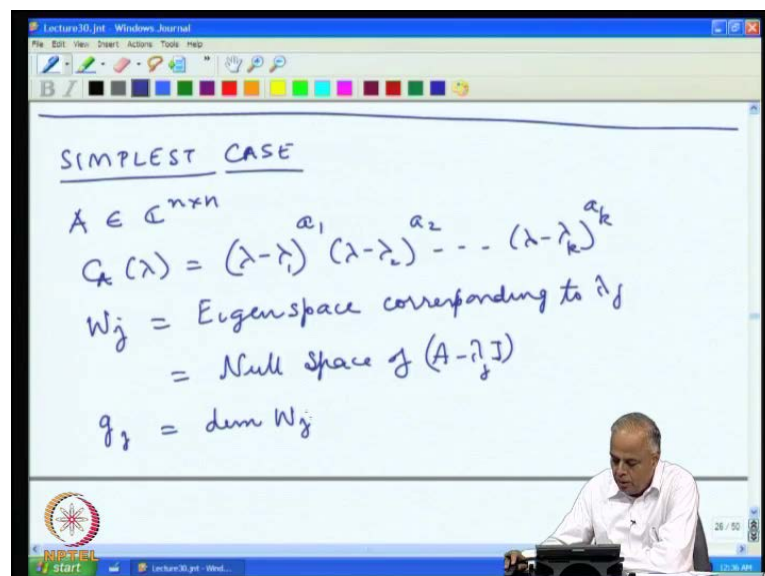 Lecture30.jnt - Windows Journal
File Edit View Insert Actions Tools Help
B I
SIMPLEST CASE
A ∈ ℂ^{n×n}
C_A (λ) = (λ-λ_1)^{a_1} (λ-λ_2)^{a_2} - - - (λ-λ_k)^{a_k}
W_j = Eigenspace corresponding to λ_j
= Null Space of (A-λ_j I)
g_j = dim W_j
26 / 50
NPTEL
start Lecture30.jnt - Wind... 12:36 AM